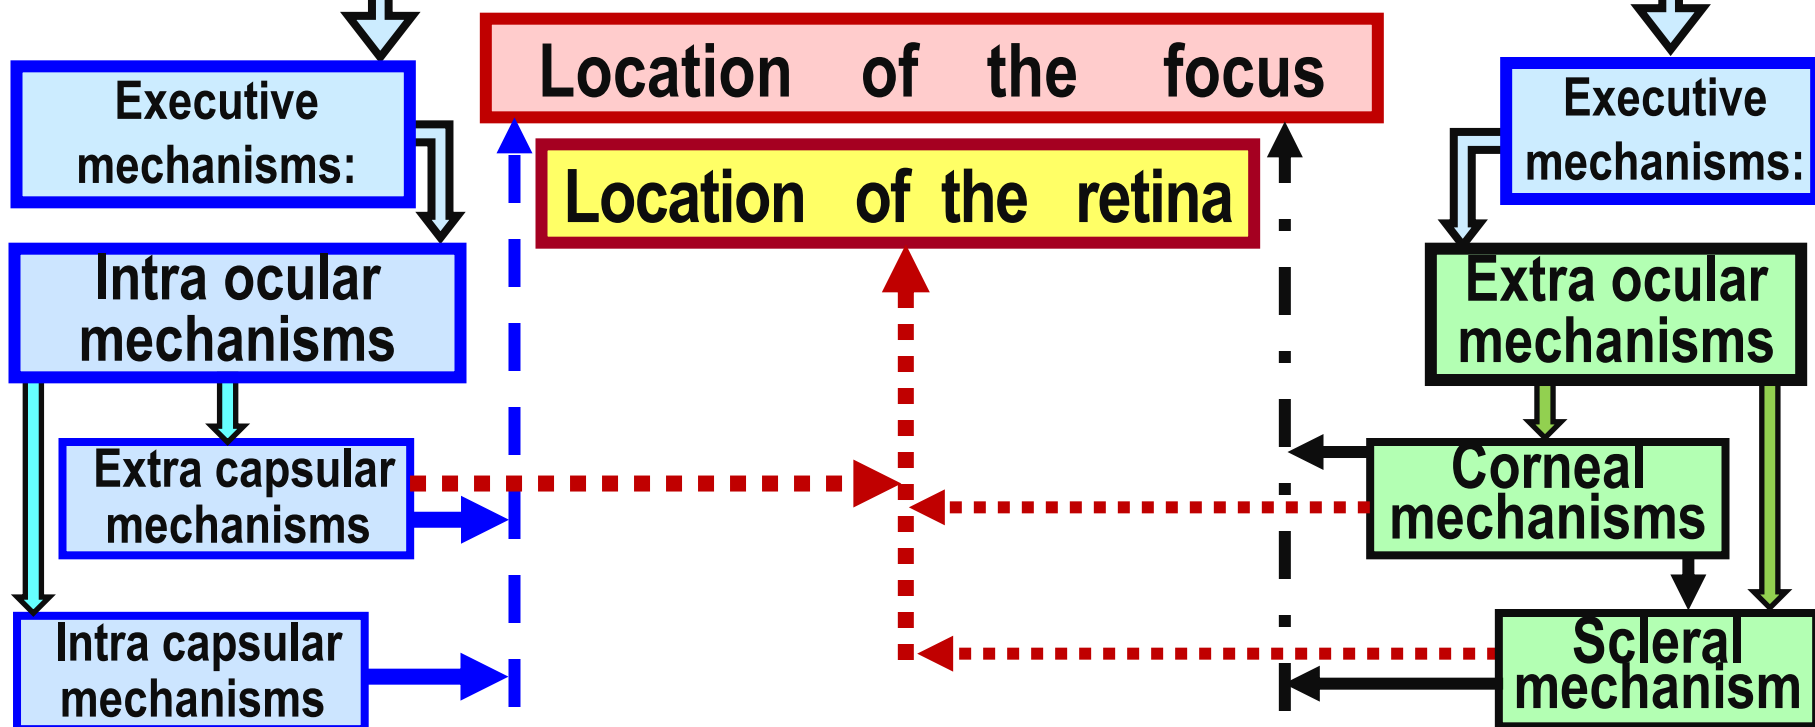 Location of the focus
Executive
mechanisms:
Location of the retina
Executive
mechanisms:
Intra ocular
mechanisms
Extra ocular
mechanisms
Extra capsular
mechanisms
Corneal
mechanisms
Intra capsular
mechanisms
Scleral
mechanism